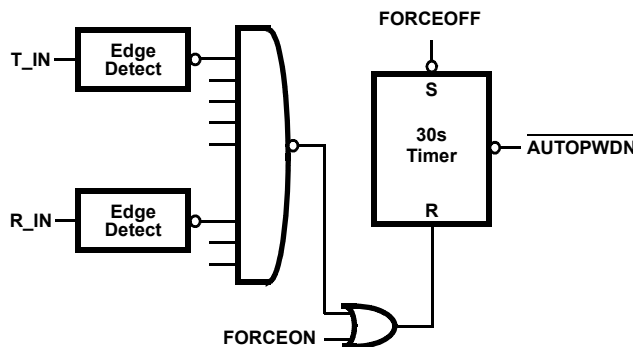 FORCEOFF
T_IN
Edge
Detect
S
30s
Timer
AUTOPWDN
R_IN
Edge
Detect
R
FORCEON